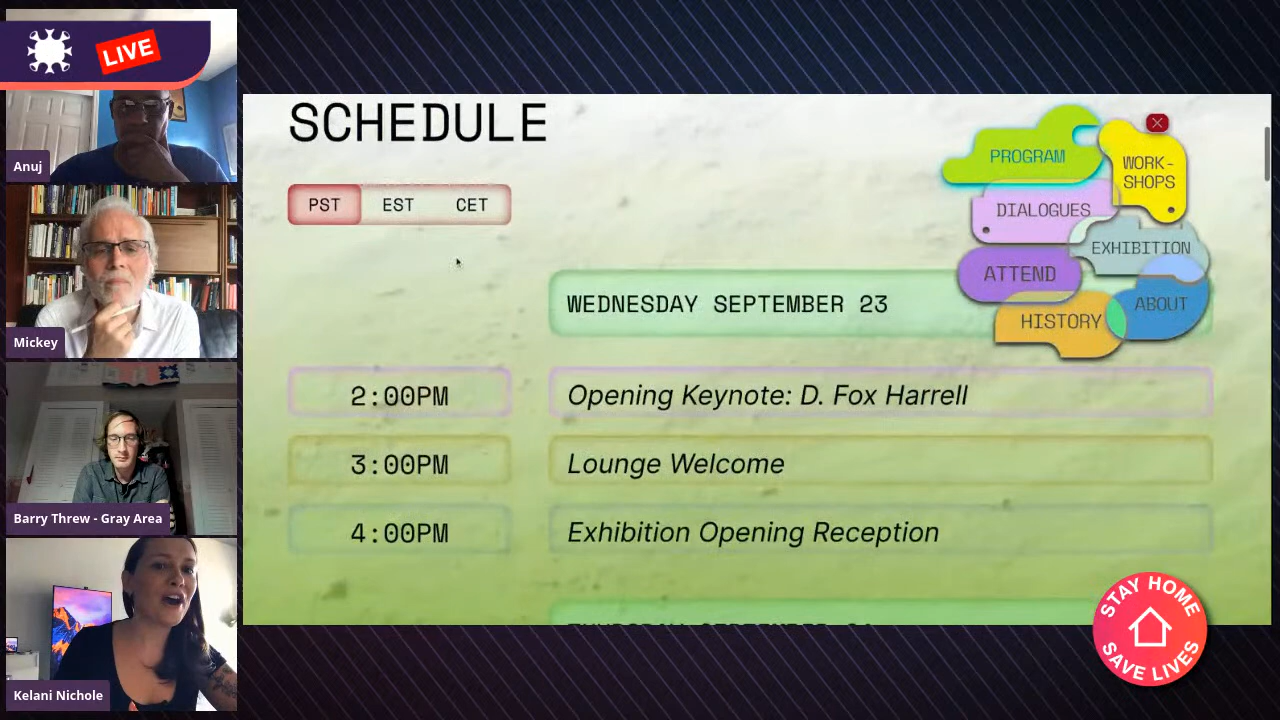 LIVE
Anuj
Mickey
Barry Threw - Gray Area
Kelani Nichole
SCHEDULE
PST EST CET
PROGRAM
WORK-
SHOPS
DIALOGUES
EXHIBITION
ATTEND
ABOUT
HISTORY
WEDNESDAY SEPTEMBER 23
2:00PM Opening Keynote: D. Fox Harrell
3:00PM Lounge Welcome
4:00PM Exhibition Opening Reception
STAY HOME
SAVE LIVES